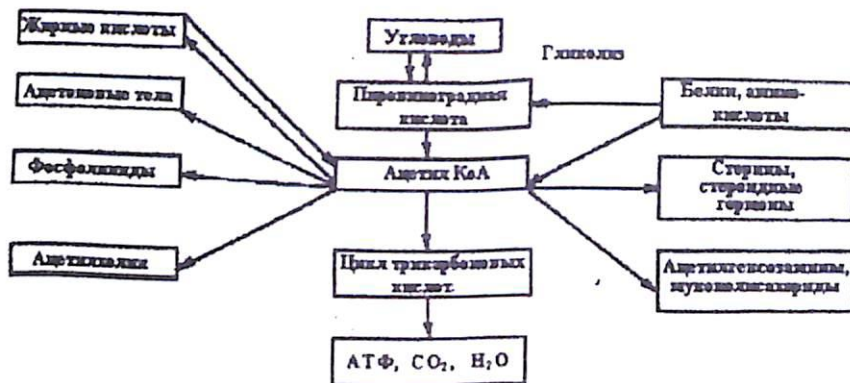 Жирные кислоты
Ацетоновые тела
Фосфолипиды
Ацетилхолин
Углеводы
Гликолиз
Пировиноградная
кислота
Ацетил КоА
Цикл трикарбоновых
кислот.
АТФ, CO₂, H₂O
Белки, амино-
кислоты
Стерины,
стероидные
гормоны
Ацетилгексозамины,
мукополисахариды